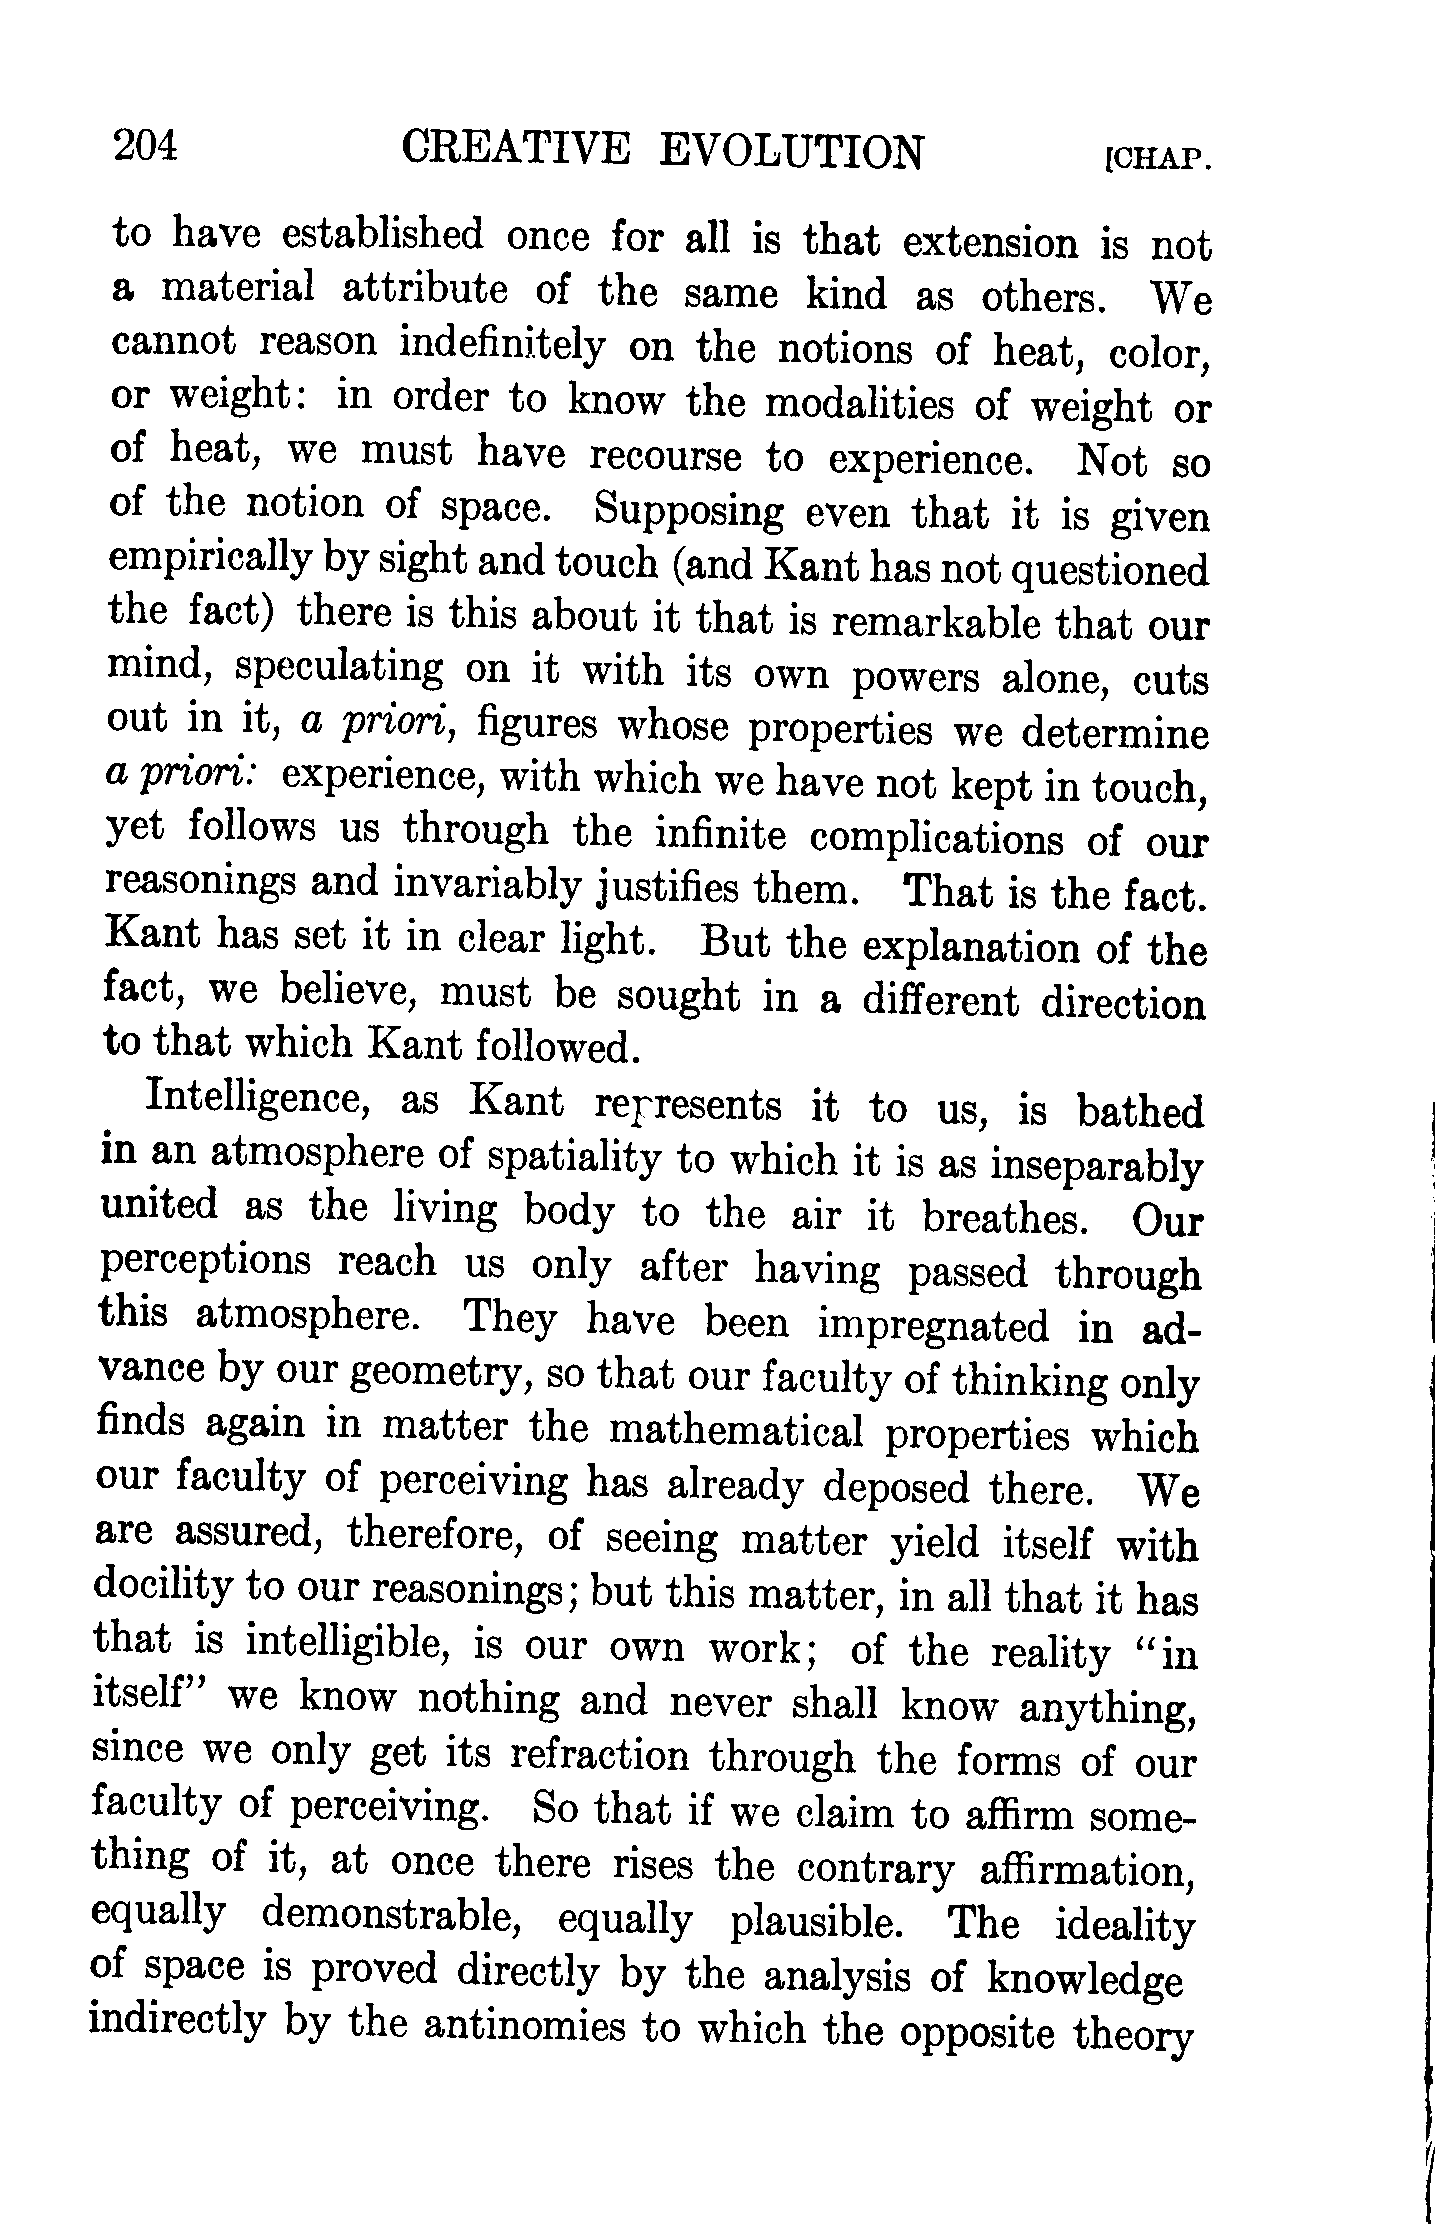 204 CREATIVE EVOLUTION [CHAP.
to have established once for all is that extension is not
a material attribute of the same kind as others. We
cannot reason indefinitely on the notions of heat, color,
or weight: in order to know the modalities of weight or
of heat, we must have recourse to experience. Not so
of the notion of space. Supposing even that it is given
empirically by sight and touch (and Kant has not questioned
the fact) there is this about it that is remarkable that our
mind, speculating on it with its own powers alone, cuts
out in it, a priori, figures whose properties we determine
a priori: experience, with which we have not kept in touch,
yet follows us through the infinite complications of our
reasonings and invariably justifies them. That is the fact.
Kant has set it in clear light. But the explanation of the
fact, we believe, must be sought in a different direction
to that which Kant followed.
Intelligence, as Kant represents it to us, is bathed
in an atmosphere of spatiality to which it is as inseparably
united as the living body to the air it breathes. Our
perceptions reach us only after having passed through
this atmosphere. They have been impregnated in ad-
vance by our geometry, so that our faculty of thinking only
finds again in matter the mathematical properties which
our faculty of perceiving has already deposed there. We
are assured, therefore, of seeing matter yield itself with
docility to our reasonings; but this matter, in all that it has
that is intelligible, is our own work; of the reality “in
itself” we know nothing and never shall know anything,
since we only get its refraction through the forms of our
faculty of perceiving. So that if we claim to affirm some-
thing of it, at once there rises the contrary affirmation,
equally demonstrable, equally plausible. The ideality
of space is proved directly by the analysis of knowledge
indirectly by the antinomies to which the opposite theory